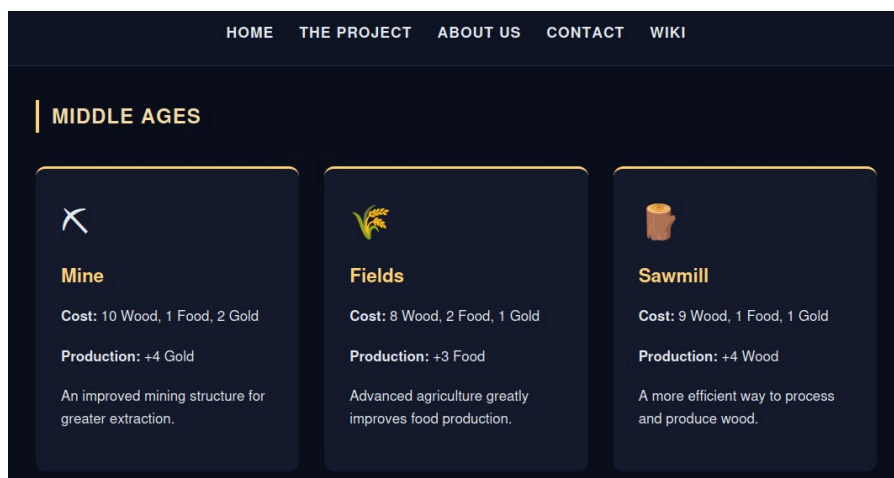 HOME THE PROJECT ABOUT US CONTACT WIKI
MIDDLE AGES
Mine
Cost: 10 Wood, 1 Food, 2 Gold
Production: +4 Gold
An improved mining structure for
greater extraction.
Fields
Cost: 8 Wood, 2 Food, 1 Gold
Production: +3 Food
Advanced agriculture greatly
improves food production.
Sawmill
Cost: 9 Wood, 1 Food, 1 Gold
Production: +4 Wood
A more efficient way to process
and produce wood.